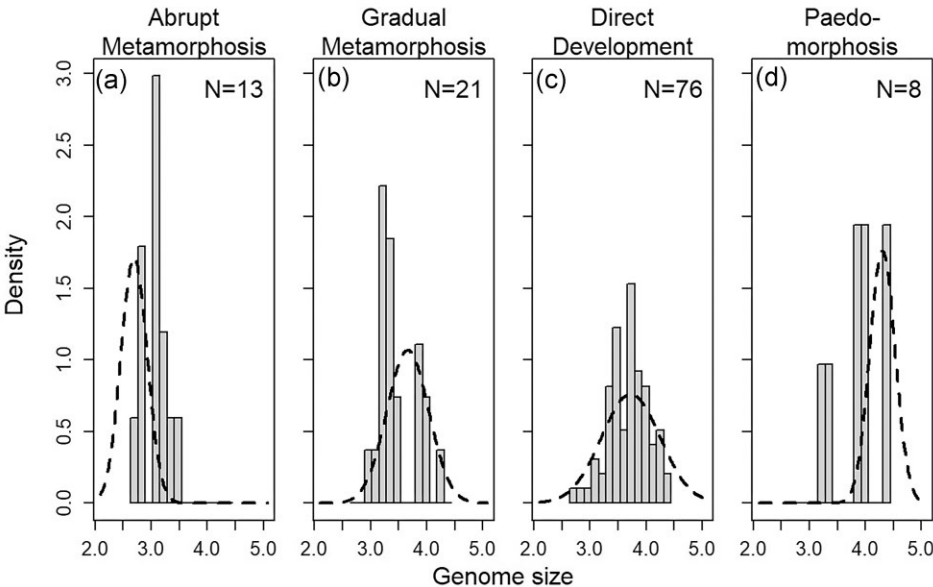 Abrupt
Metamorphosis
Gradual
Metamorphosis
Direct
Development
Paedo-
morphosis
(a)
N=13
(b)
N=21
(c)
N=76
(d)
N=8
3.0
2.5
2.0
1.5
1.0
0.5
0.0
Density
2.0 3.0 4.0 5.0
2.0 3.0 4.0 5.0
2.0 3.0 4.0 5.0
2.0 3.0 4.0 5.0
Genome size